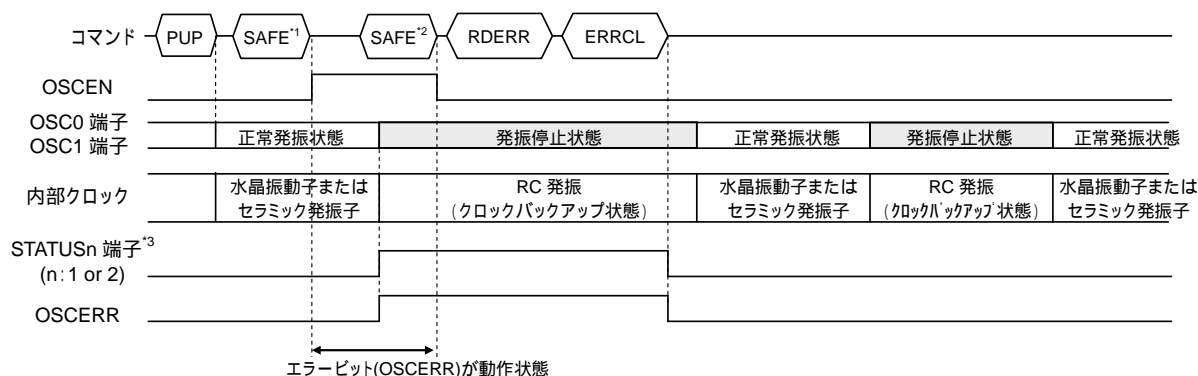 コマンド PUP SAFE*1 SAFE*2 RDERR ERRCL
OSCEN
OSC0 端子
OSC1 端子
正常発振状態 発振停止状態 正常発振状態 発振停止状態 正常発振状態
内部クロック
水晶振動子または
セラミック発振子
RC 発振
(クロックバックアップ状態)
水晶振動子または
セラミック発振子
RC 発振
(クロックバックアップ状態)
水晶振動子または
セラミック発振子
STATUSn 端子*3
(n:1 or 2)
OSCERR
エラービット(OSCERR)が動作状態